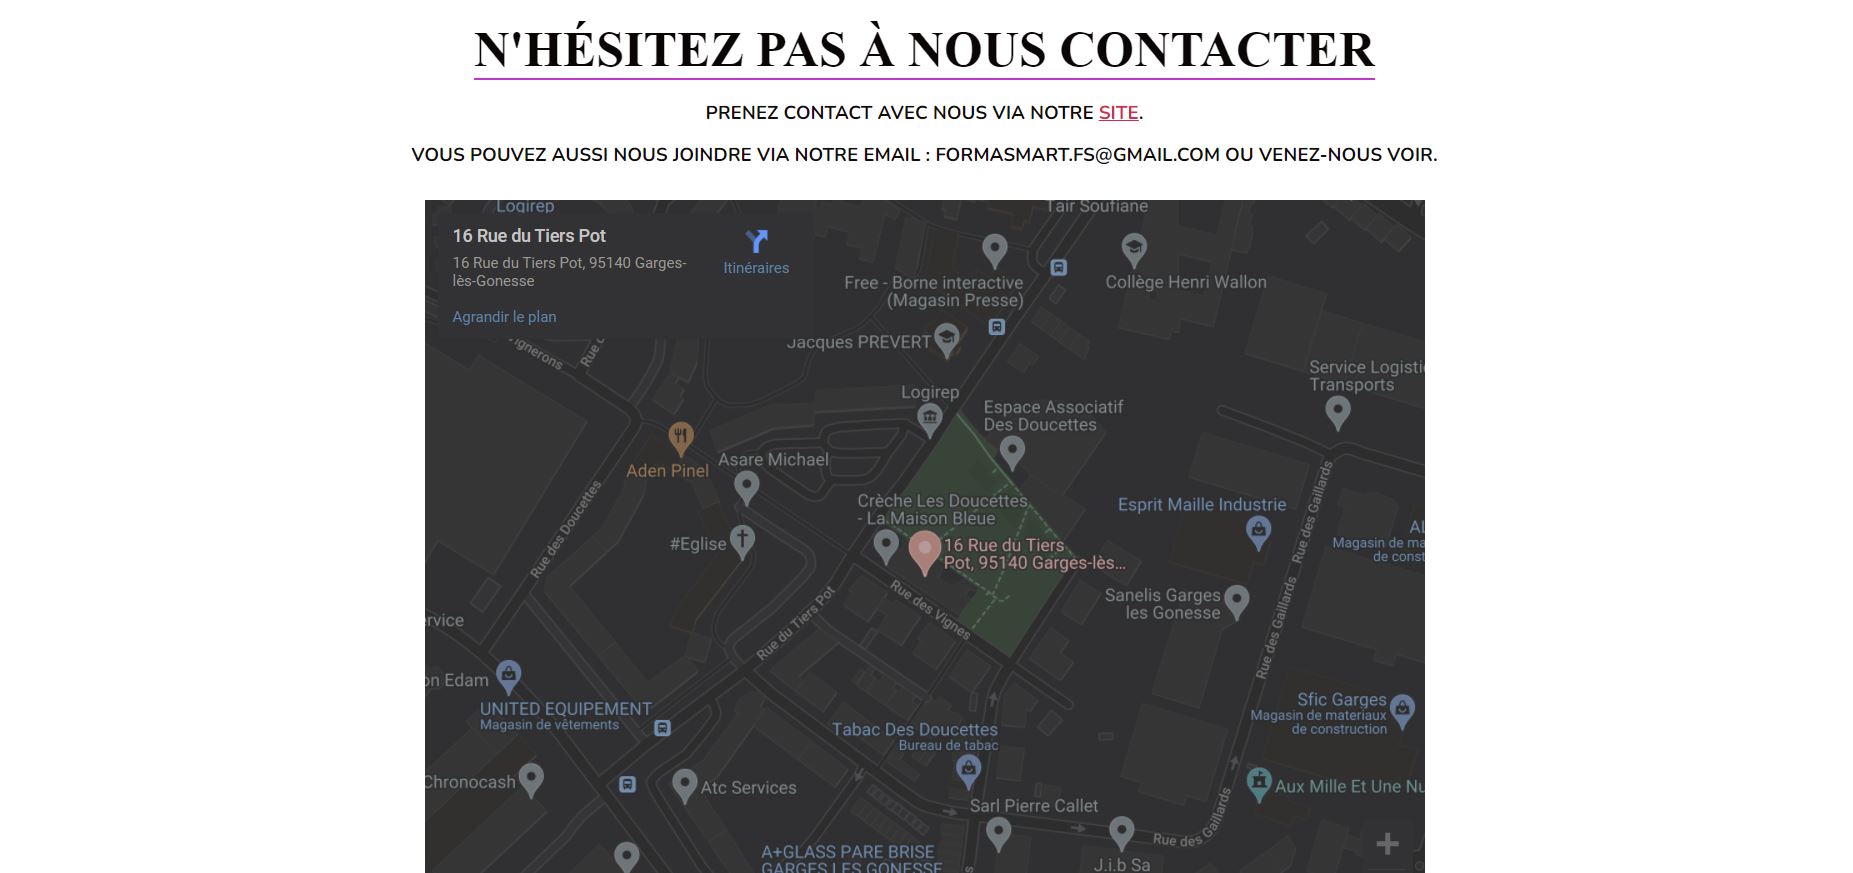 N'HÉSITEZ PAS À NOUS CONTACTER
PRENEZ CONTACT AVEC NOUS VIA NOTRE SITE.
VOUS POUVEZ AUSSI NOUS JOINDRE VIA NOTRE EMAIL : FORMASMART.FS@GMAIL.COM OU VENEZ-NOUS VOIR.
Logirep
Tair Soufiane
16 Rue du Tiers Pot
16 Rue du Tiers Pot, 95140 Garges-
lès-Gonesse
Itinéraires
Agrandir le plan
Free - Borne interactive
(Magasin Presse)
Collège Henri Wallon
Jacques PREVERT
ignerons
Rue d
Service Logisti
Transports
Logirep
Espace Associatif
Des Doucettes
Aden Pinel
Asare Michael
Rue des Doucettes
Crèche Les Doucettes
- La Maison Bleue
Esprit Maille Industrie
Rue des Gaillards
AL
Magasin de ma
de const
#Eglise
16 Rue du Tiers
Pot, 95140 Garges-lès...
Rue des Vignes
Rue du Tiers Pot
Sanelis Garges
les Gonesse
Rue des Gaillards
ervice
on Edam
UNITED EQUIPEMENT
Magasin de vêtements
Sfic Garges
Magasin de materiaux
de construction
Tabac Des Doucettes
Bureau de tabac
Chronocash
Atc Services
Aux Mille Et Une Nu
Sarl Pierre Callet
Rue des Gaillards
A+GLASS PARE BRISE
GARGES LES GONESSE
J.i.b Sa